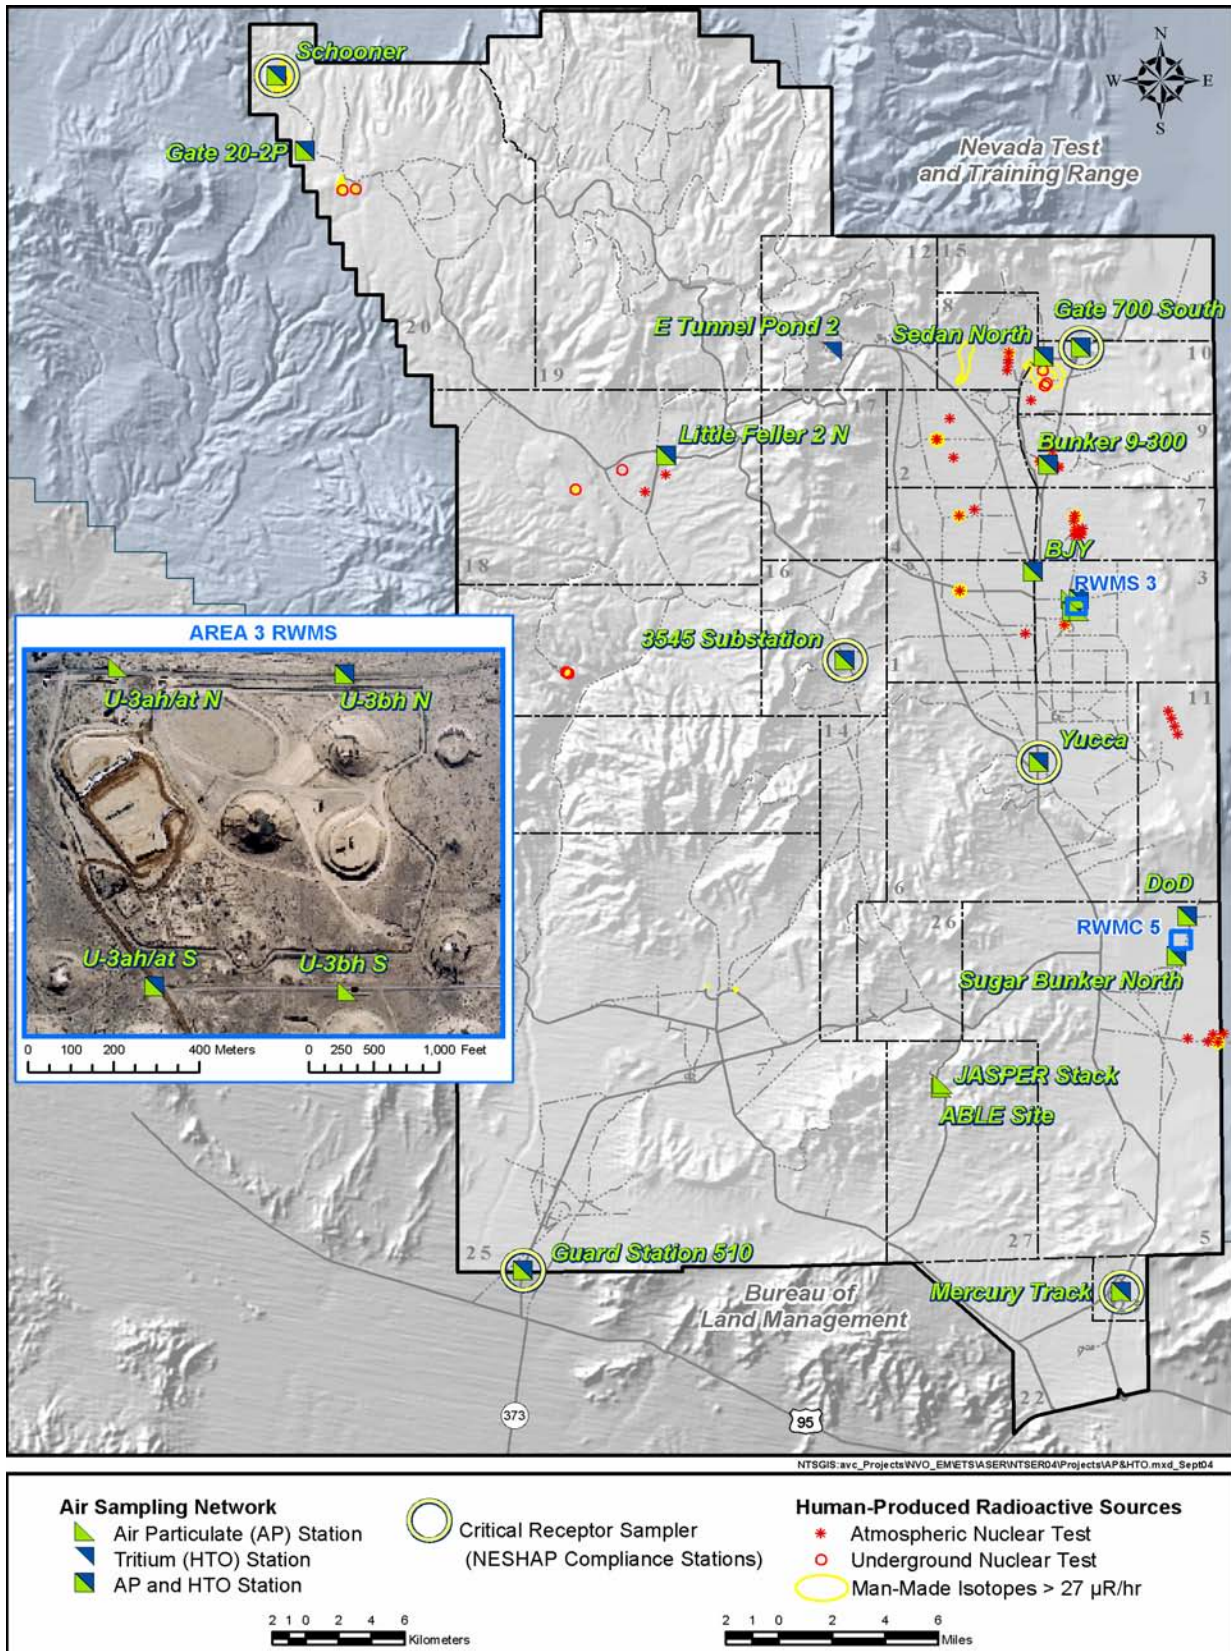 Schooner
N
W
E
S
Gate 20-2P
Nevada Test
and Training Range
12
15
8
Gate 700 South
E Tunnel Pond 2
Sedan North
10
20
19
17
Little Feller 2 N
Bunker 9-300
9
2
7
BJY
18
16
4
3
RWMS 3
AREA 3 RWMS
3545 Substation
1
U-3ah/at N
U-3bh N
11
14
Yucca
DoD
6
26
RWMC 5
U-3ah/at S
U-3bh S
Sugar Bunker North
0 100 200 400 Meters
0 250 500 1,000 Feet
JASPER Stack
ABLE Site
25
Guard Station 510
27
5
Bureau of
Land Management
Mercury Track
22
373
95
NTSGIS:avc_Projects\NVO_EM\ETS\ASER\NTSER04\Projects\AP&HTO.mxd_Sept04
Air Sampling Network
Air Particulate (AP) Station
Tritium (HTO) Station
AP and HTO Station
Critical Receptor Sampler
(NESHAP Compliance Stations)
Human-Produced Radioactive Sources
Atmospheric Nuclear Test
Underground Nuclear Test
Man-Made Isotopes > 27 µR/hr
2 1 0 2 4 6
Kilometers
2 1 0 2 4 6
Miles